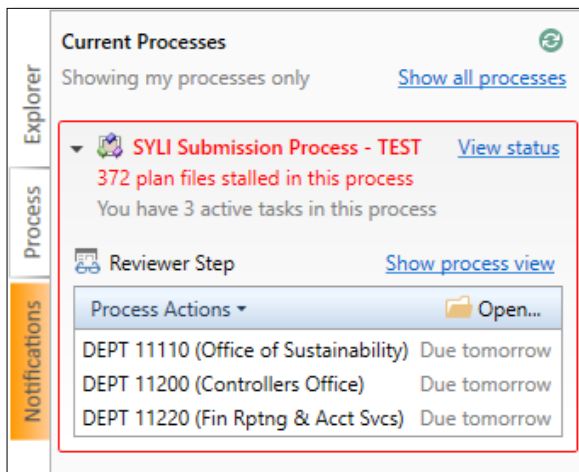 Explorer
Process
Notifications
Current Processes
Showing my processes only Show all processes
SYLI Submission Process - TEST View status
372 plan files stalled in this process
You have 3 active tasks in this process
Reviewer Step Show process view
Process Actions Open...
DEPT 11110 (Office of Sustainability) Due tomorrow
DEPT 11200 (Controllers Office) Due tomorrow
DEPT 11220 (Fin Rptng & Acct Svcs) Due tomorrow